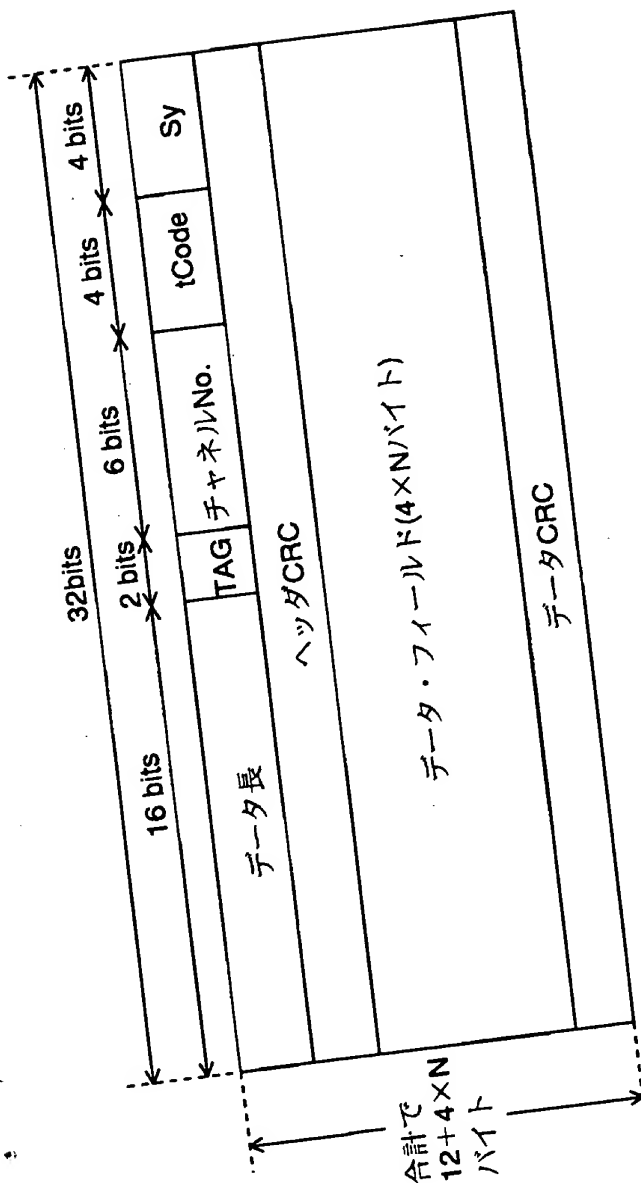 32bits
16 bits
2 bits
6 bits
4 bits
4 bits
データ長
TAG
チャネルNo.
tCode
Sy
ヘッダCRC
データ・フィールド(4×Nバイト)
データCRC
合計で
12+4×N
バイト